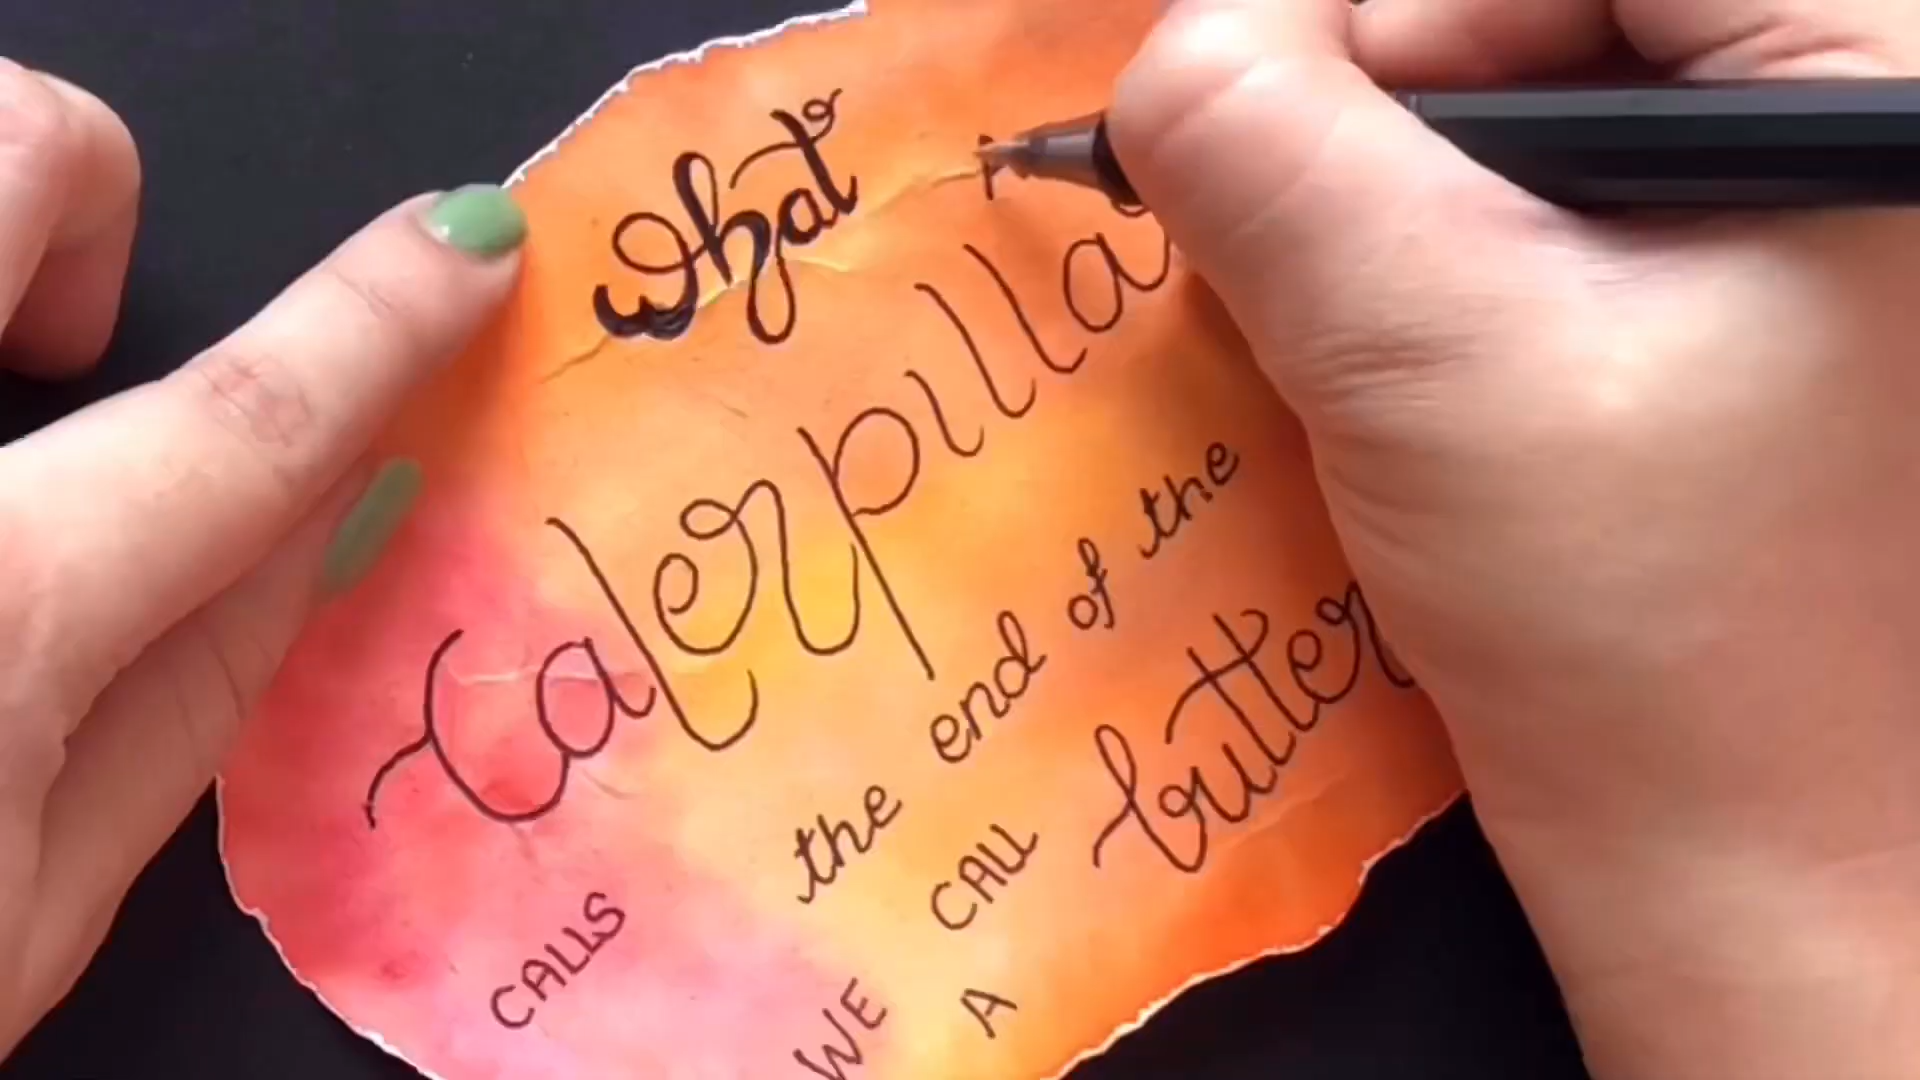 what
Caterpilla
CALLS the end of the
WE CALL butter
A